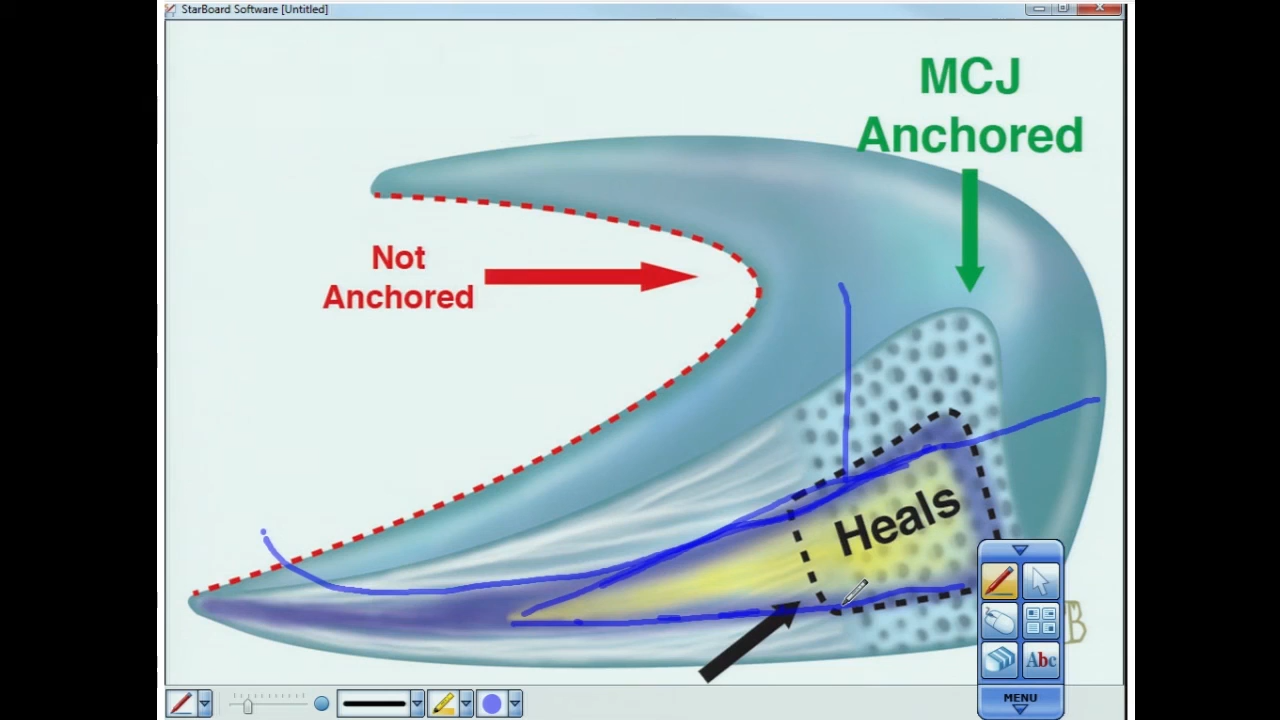 StarBoard Software [Untitled]
MCJ
Anchored
Not
Anchored
Heals
Abc
MENU